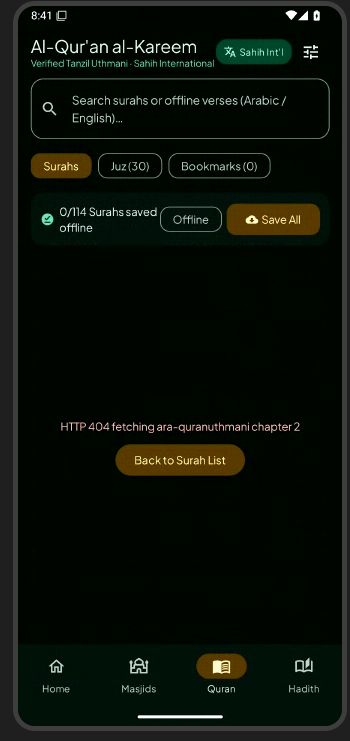 8:41
Al-Qur'an al-Kareem
Verified Tanzil Uthmani · Sahih International
Sahih Int'l
Search surahs or offline verses (Arabic /
English)...
Surahs
Juz (30)
Bookmarks (0)
0/114 Surahs saved
offline
Offline
Save All
HTTP 404 fetching ara-quranuthmani chapter 2
Back to Surah List
Home
Masjids
Quran
Hadith